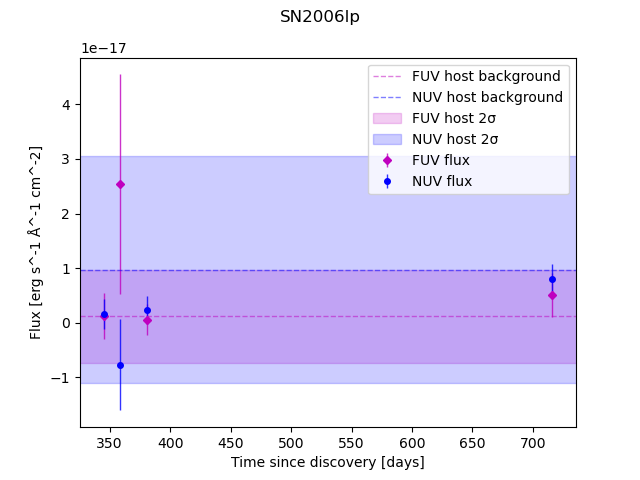 SN2006lp
1e−17
FUV host background
NUV host background
FUV host 2σ
NUV host 2σ
FUV flux
NUV flux
4
3
2
1
0
−1
Flux [erg s^-1 Å^-1 cm^-2]
350 400 450 500 550 600 650 700
Time since discovery [days]